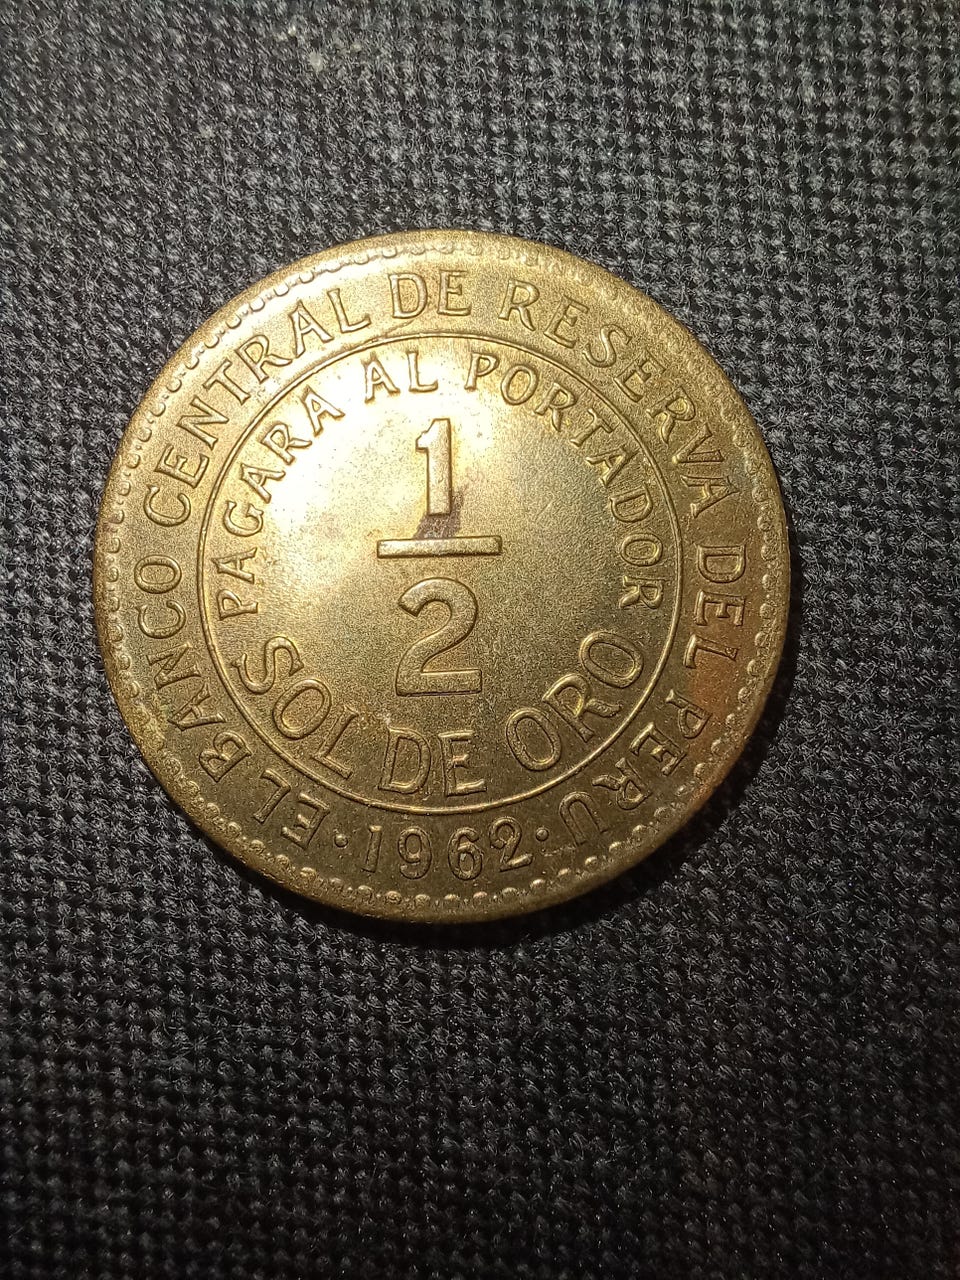 EL BANCO CENTRAL DE RESERVA DEL PERU
PAGARA AL PORTADOR
1
2
SOL DE ORO
· 1962 ·